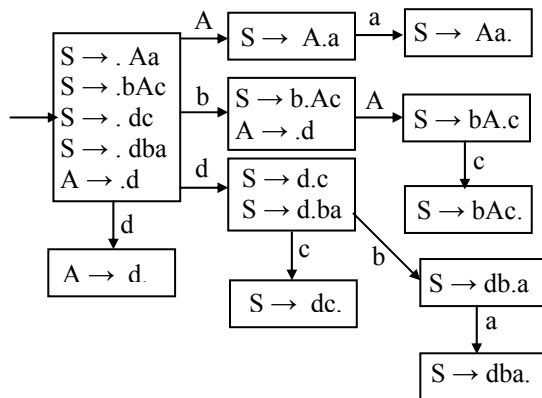 S → . Aa
S → .bAc
S → . dc
S → . dba
A → .d
A
S → A.a
a
S → Aa.
b
S → b.Ac
A → .d
A
S → bA.c
c
S → bAc.
d
S → d.c
S → d.ba
d
A → d.
c
S → dc.
b
S → db.a
a
S → dba.